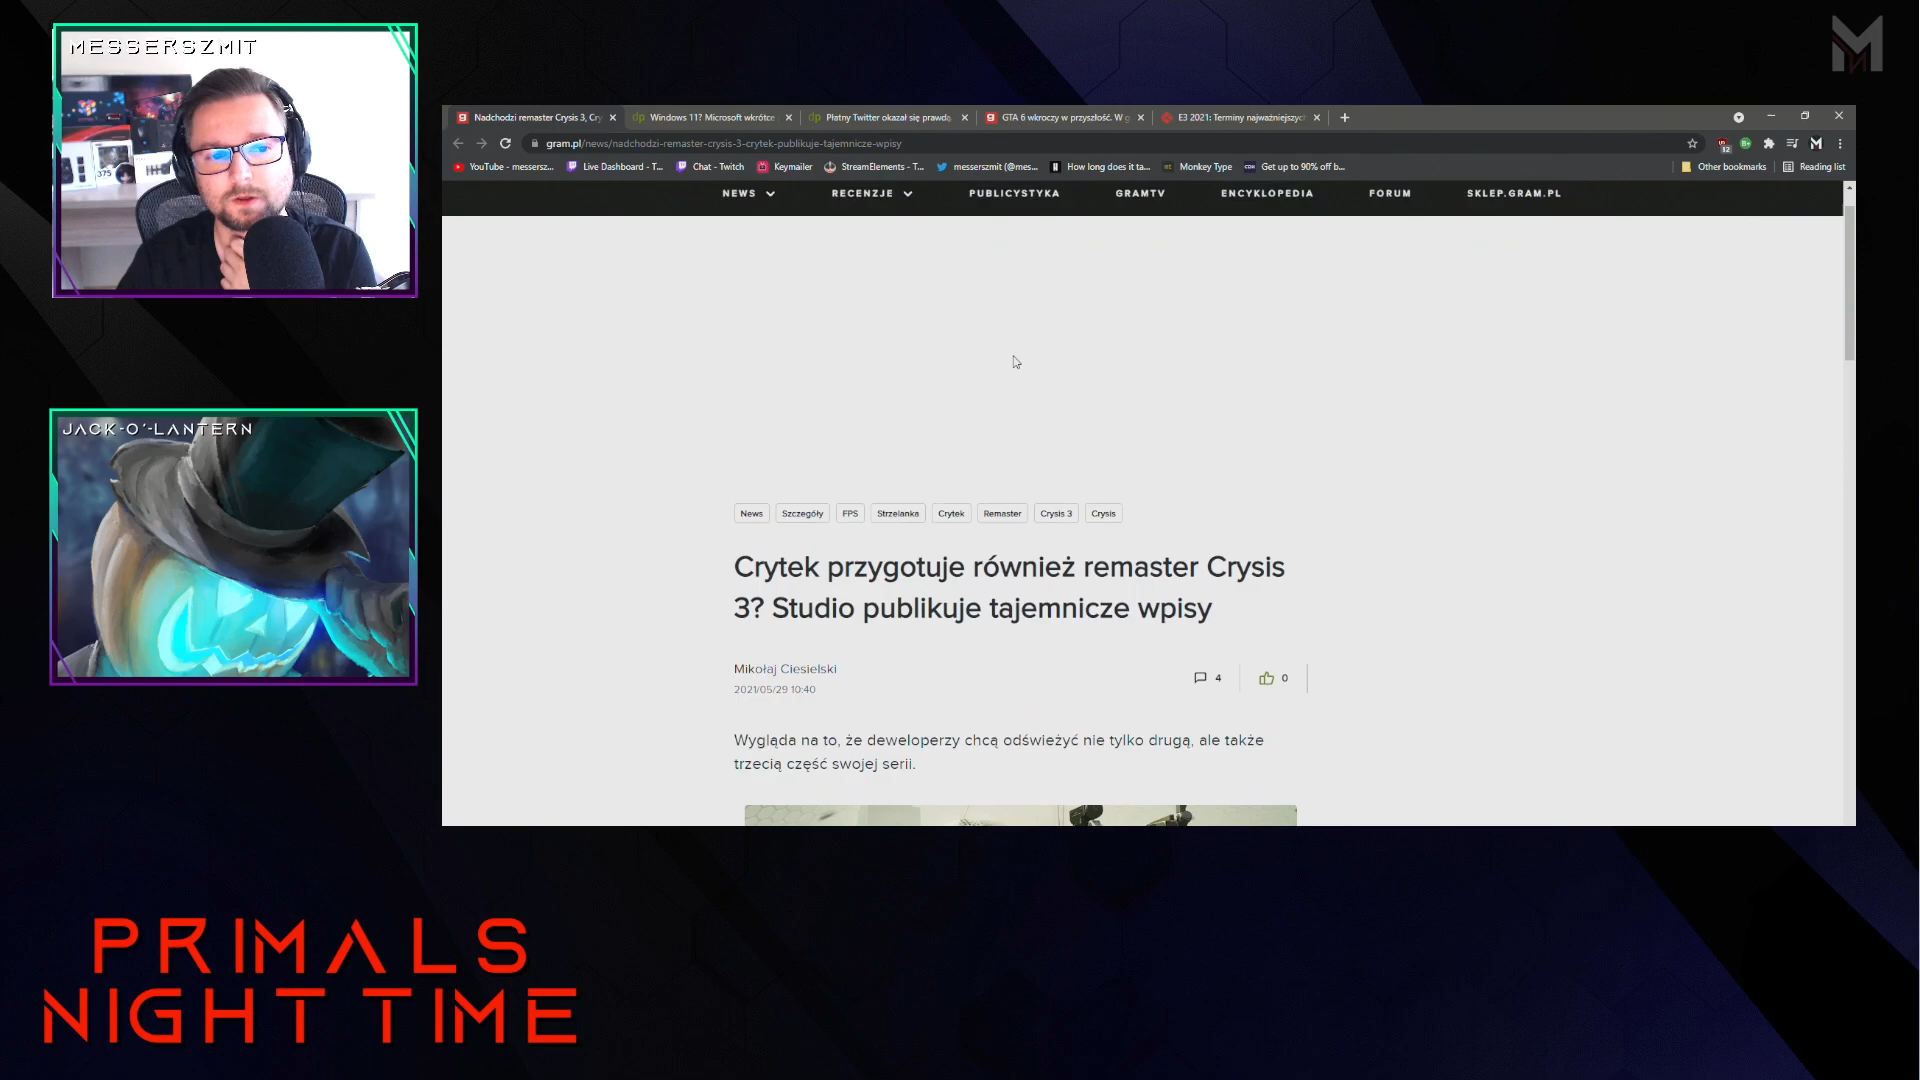 MESSERSZMIT
JACK-O'-LANTERN
Nadchodzi remaster Crysis 3, Cry
Windows 11? Microsoft wkrótce
Płatny Twitter okazał się prawdą
GTA 6 wkroczy w przyszłość. W g
E3 2021: Terminy najważniejszych
gram.pl/news/nadchodzi-remaster-crysis-3-crytek-publikuje-tajemnicze-wpisy
YouTube - messersz...
Live Dashboard - T...
Chat - Twitch
Keymailer
StreamElements - T...
messerszmit (@mes...
How long does it ta...
Monkey Type
Get up to 90% off b...
Other bookmarks
Reading list
NEWS
RECENZJE
PUBLICYSTYKA
GRAMTV
ENCYKLOPEDIA
FORUM
SKLEP.GRAM.PL
News
Szczegóły
FPS
Strzelanka
Crytek
Remaster
Crysis 3
Crysis
Crytek przygotuje również remaster Crysis
3? Studio publikuje tajemnicze wpisy
Mikołaj Ciesielski
2021/05/29 10:40
4
0
Wygląda na to, że deweloperzy chcą odświeżyć nie tylko drugą, ale także
trzecią część swojej serii.
PRIMALS
NIGHT TIME